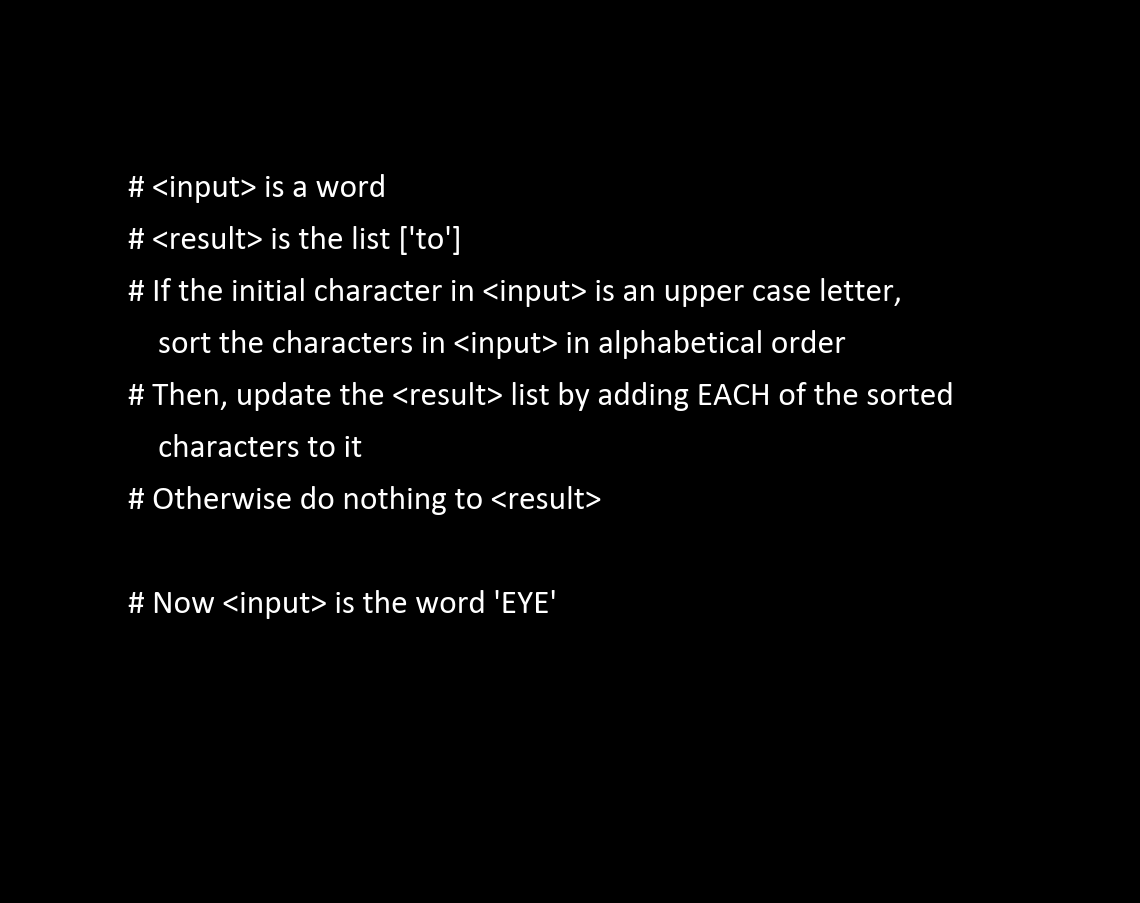 # <input> is a word
# <result> is the list ['to']
# If the initial character in <input> is an upper case letter,
sort the characters in <input> in alphabetical order
# Then, update the <result> list by adding EACH of the sorted
characters to it
# Otherwise do nothing to <result>
# Now <input> is the word 'EYE'